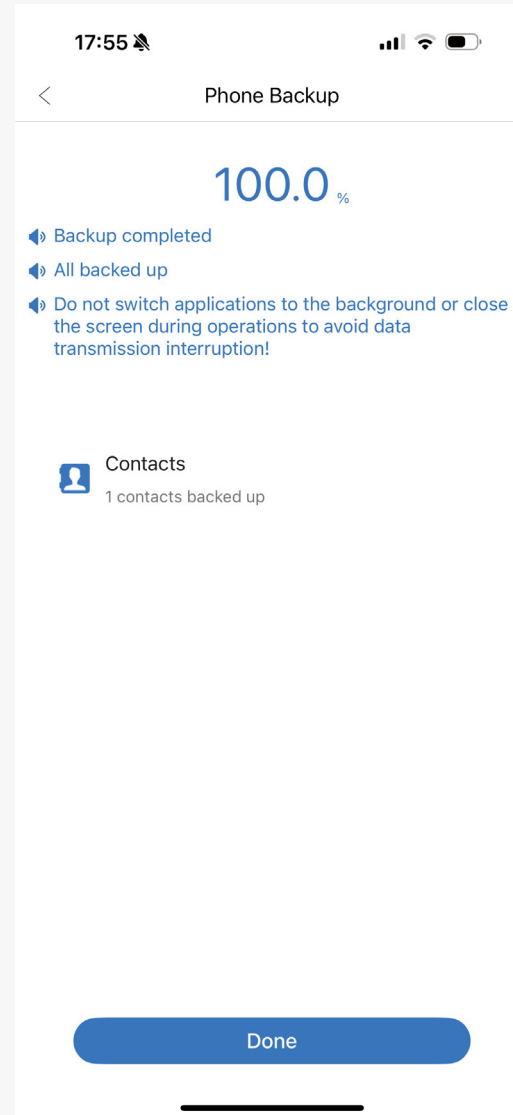 17:55
Phone Backup
100.0 %
Backup completed
All backed up
Do not switch applications to the background or close
the screen during operations to avoid data
transmission interruption!
Contacts
1 contacts backed up
Done